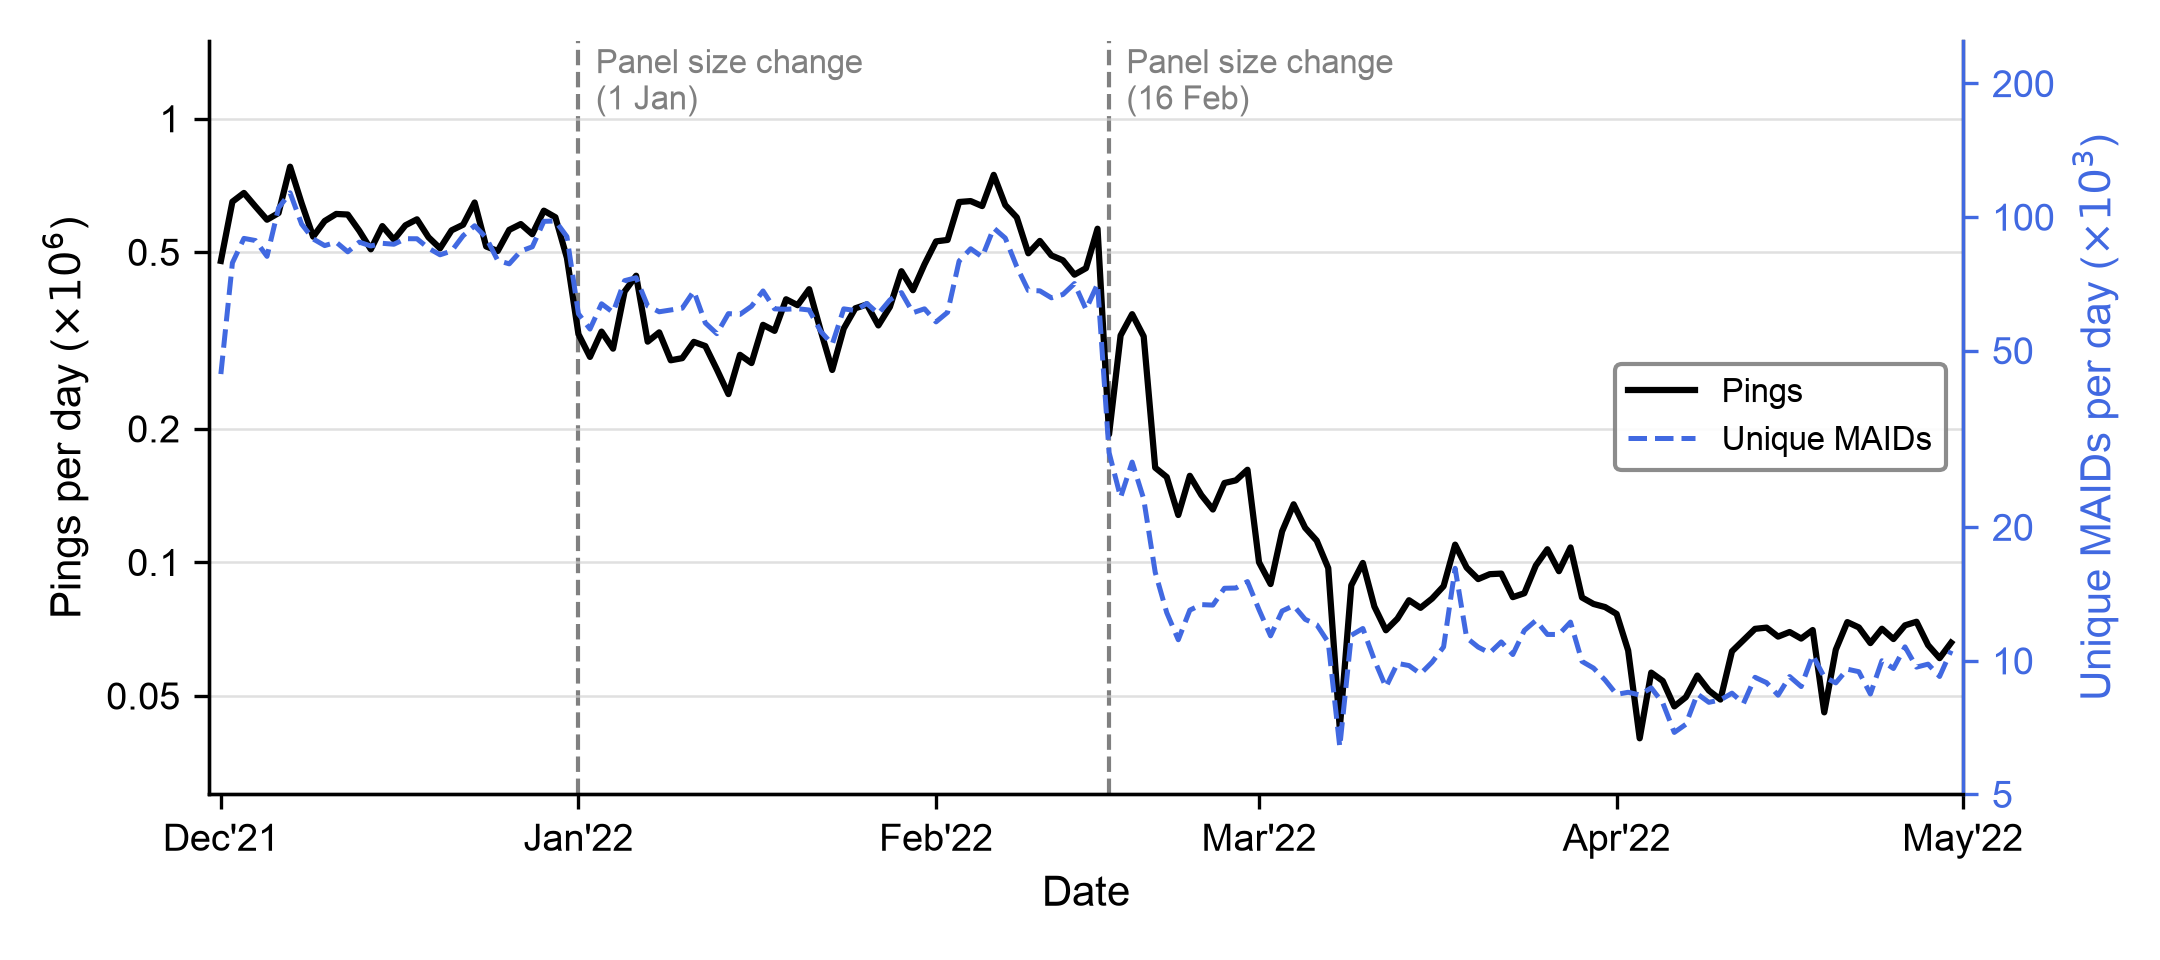 Panel size change
(1 Jan)
Panel size change
(16 Feb)
Pings per day (×10⁶)
1
0.5
0.2
0.1
0.05
200
100
50
20
10
5
Unique MAIDs per day (×10³)
Pings
Unique MAIDs
Dec'21
Jan'22
Feb'22
Mar'22
Apr'22
May'22
Date